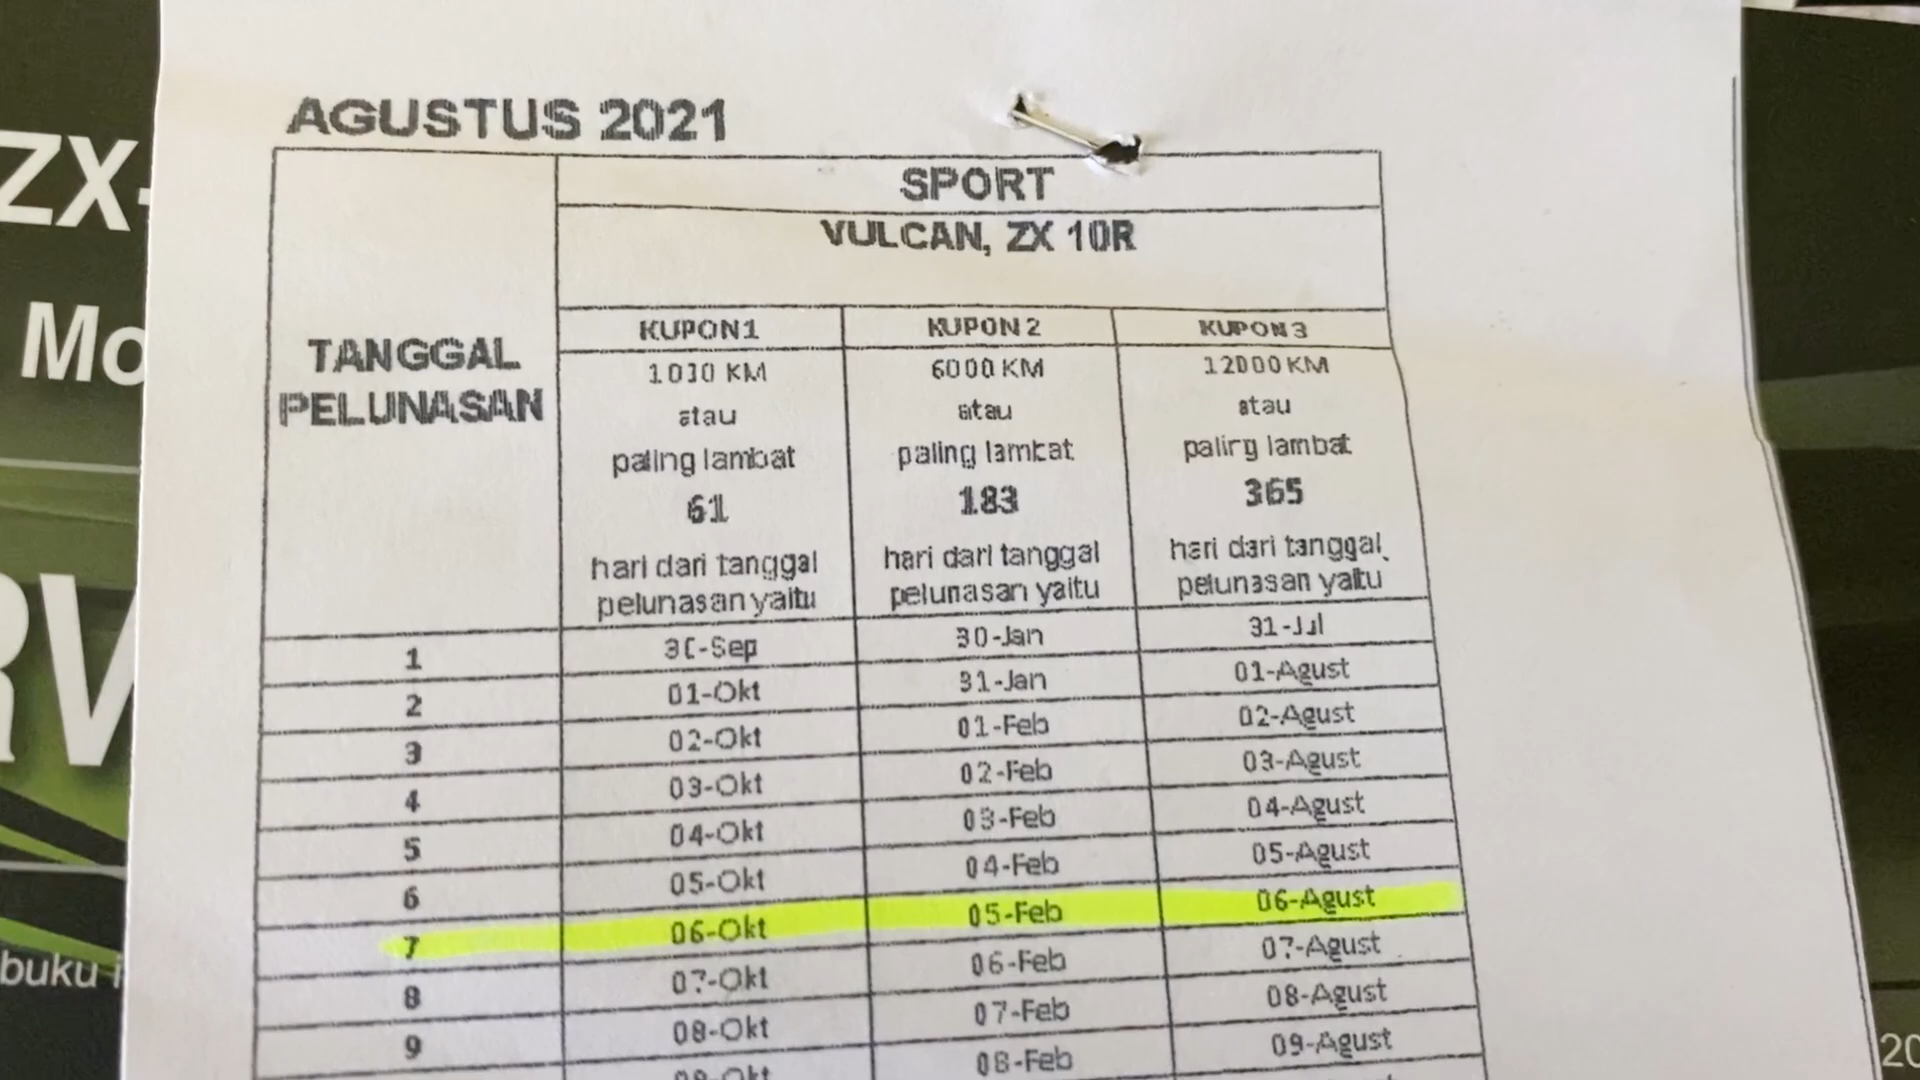 AGUSTUS 2021
SPORT
VULCAN, ZX 10R
TANGGAL
PELUNASAN
KUPON 1
KUPON 2
KUPON 3
1000 KM
6000 KM
12000 KM
atau
atau
atau
paling lambat
paling lambat
paling lambat
61
183
365
hari dari tanggal
hari dari tanggal
hari dari tanggal
pelunasan yaitu
pelunasan yaitu
pelunasan yaitu
1 30-Sep 30-Jan 31-Jul
2 01-Okt 31-Jan 01-Agust
3 02-Okt 01-Feb 02-Agust
4 03-Okt 02-Feb 03-Agust
5 04-Okt 03-Feb 04-Agust
6 05-Okt 04-Feb 05-Agust
7 06-Okt 05-Feb 06-Agust
8 07-Okt 06-Feb 07-Agust
9 08-Okt 07-Feb 08-Agust
08-Feb 09-Agust
ZX-
Mo
RV
buku i
20